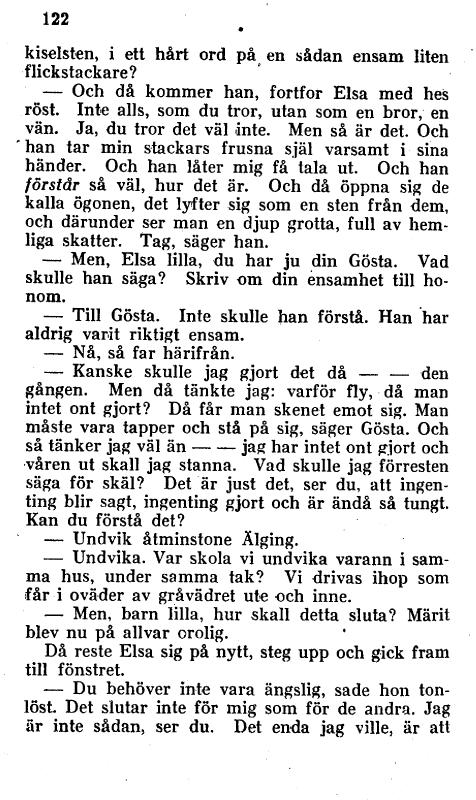 122
kiselsten, i ett hårt ord på en sådan ensam liten
flickstackare?
— Och då kommer han, fortfor Elsa med hes
röst. Inte alls, som du tror, utan som en bror, en
vän. Ja, du tror det väl inte. Men så är det. Och
han tar min stackars frusna själ varsamt i sina
händer. Och han låter mig få tala ut. Och han
förstår så väl, hur det är. Och då öppna sig de
kalla ögonen, det lyfter sig som en sten från dem,
och därunder ser man en djup grotta, full av hem-
liga skatter. Tag, säger han.
— Men, Elsa lilla, du har ju din Gösta. Vad
skulle han säga? Skriv om din ensamhet till ho-
nom.
— Till Gösta. Inte skulle han förstå. Han har
aldrig varit riktigt ensam.
— Nå, så far härifrån.
— Kanske skulle jag gjort det då — — den
gången. Men då tänkte jag: varför fly, då man
intet ont gjort? Då får man skenet emot sig. Man
måste vara tapper och stå på sig, säger Gösta. Och
så tänker jag väl än — — jag har intet ont gjort och
våren ut skall jag stanna. Vad skulle jag förresten
säga för skäl? Det är just det, ser du, att ingen-
ting blir sagt, ingenting gjort och är ändå så tungt.
Kan du förstå det?
— Undvik åtminstone Älging.
— Undvika. Var skola vi undvika varann i sam-
ma hus, under samma tak? Vi drivas ihop som
får i oväder av gråvädret ute och inne.
— Men, barn lilla, hur skall detta sluta? Märit
blev nu på allvar orolig.
Då reste Elsa sig på nytt, steg upp och gick fram
till fönstret.
— Du behöver inte vara ängslig, sade hon ton-
löst. Det slutar inte för mig som för de andra. Jag
är inte sådan, ser du. Det enda jag ville, är att